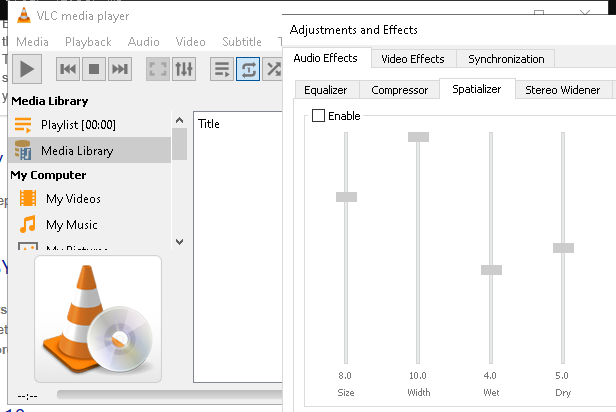 VLC media player
Media Playback Audio Video Subtitle T
Media Library
Playlist [00:00]
Media Library
My Computer
My Videos
My Music
My Pictures
Title
--:--
Adjustments and Effects
Audio Effects Video Effects Synchronization
Equalizer Compressor Spatializer Stereo Widener
Enable
8.0 10.0 4.0 5.0
Size Width Wet Dry